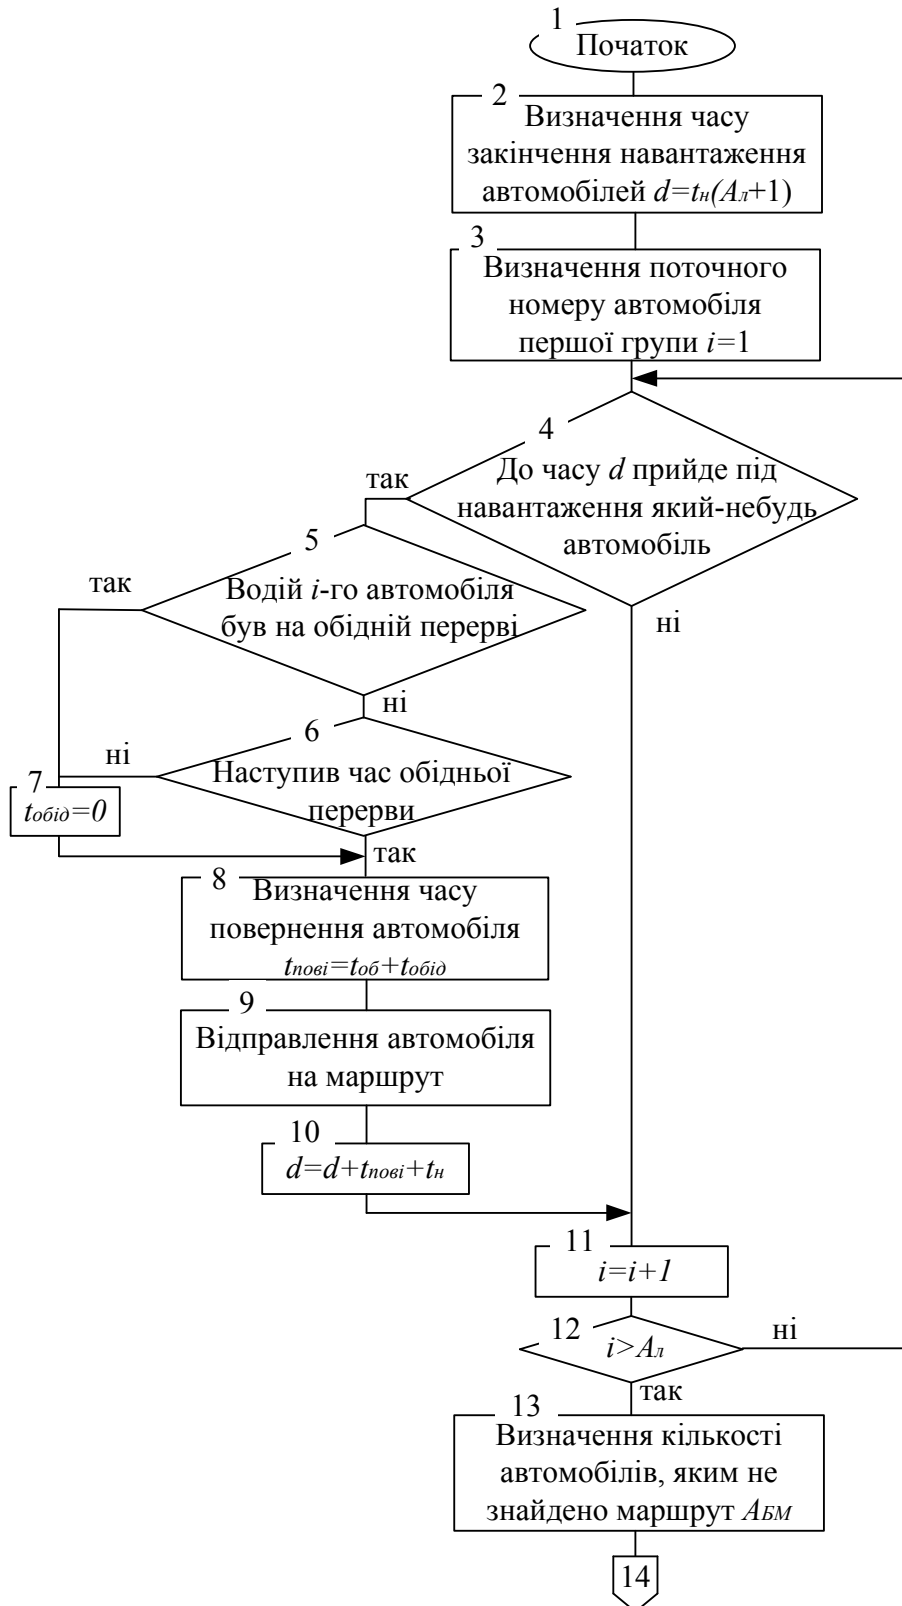 1
Початок
2
Визначення часу
закінчення навантаження
автомобілей d=tн(Aл+1)
3
Визначення поточного
номеру автомобіля
першої групи i=1
4
До часу d прийде під
навантаження який-небудь
автомобіль
так
ні
5
Водій i-го автомобіля
був на обідній перерві
так
ні
6
Наступив час обідньої
перерви
ні
так
7
tобід=0
8
Визначення часу
повернення автомобіля
tповi=tоб+tобід
9
Відправлення автомобіля
на маршрут
10
d=d+tповi+tн
11
i=i+1
12
i>Aл
ні
так
13
Визначення кількості
автомобілів, яким не
знайдено маршрут AБМ
14